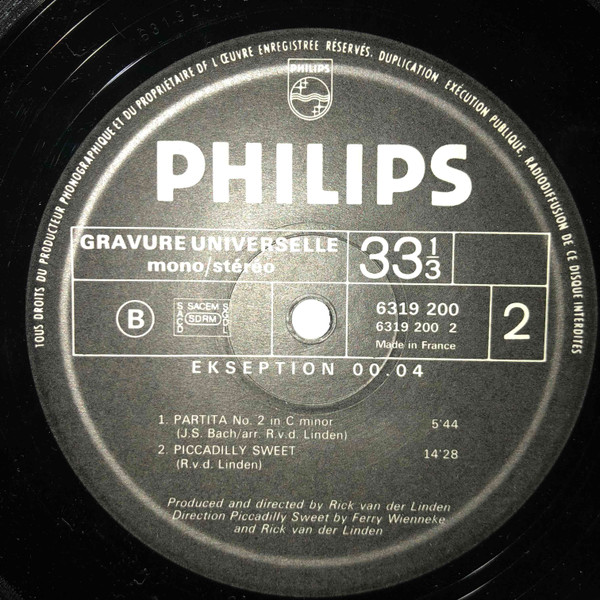 TOUS DROITS DU PRODUCTEUR PHONOGRAPHIQUE ET DU PROPRIÉTAIRE DE L'ŒUVRE ENREGISTRÉE RÉSERVÉS. DUPLICATION, EXÉCUTION PUBLIQUE, RADIODIFFUSION DE CE DISQUE INTERDITES
PHILIPS
PHILIPS
GRAVURE UNIVERSELLE
mono/stéréo
33 1/3
B
SACEM
SACD
SDRM
SGDL
6319 200
6319 200 2
Made in France
2
EKSEPTION 00.04
1. PARTITA No. 2 in C minor 5'44
(J.S. Bach/arr. R.v.d. Linden)
2. PICCADILLY SWEET 14'28
(R.v.d. Linden)
Produced and directed by Rick van der Linden
Direction Piccadilly Sweet by Ferry Wienneke
and Rick van der Linden